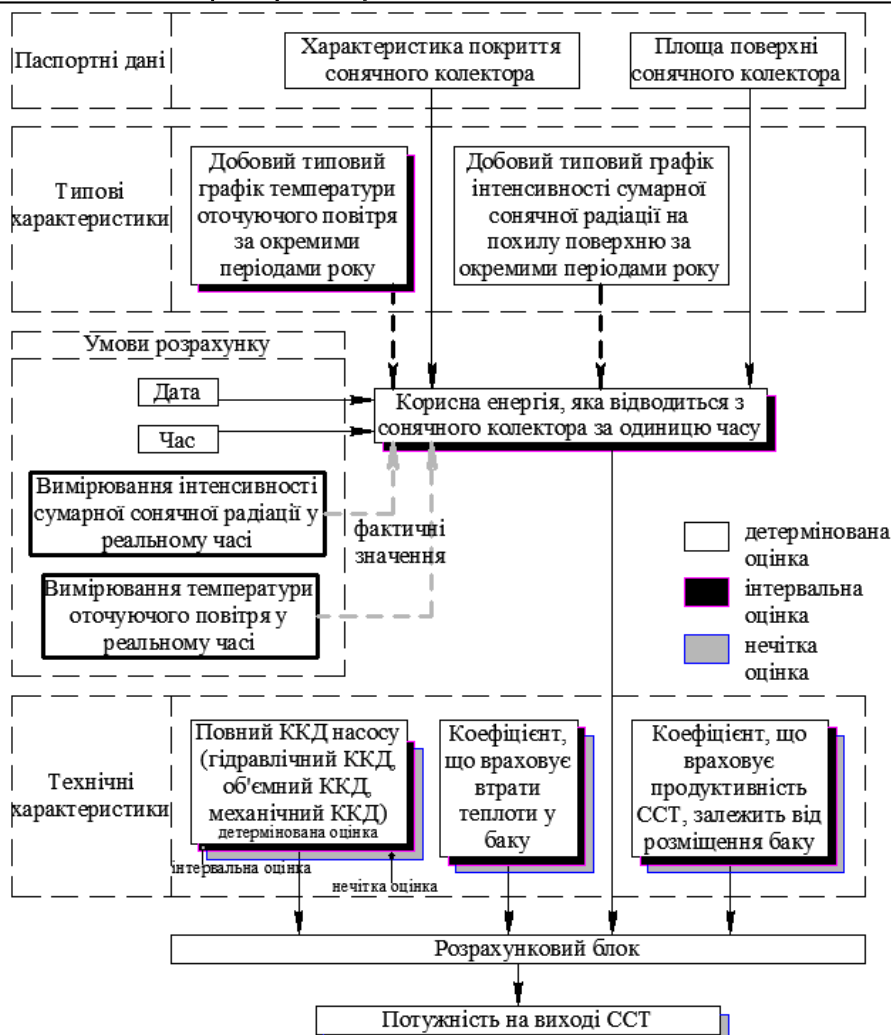 Паспортні дані
Характеристика покриття
сонячного колектора
Площа поверхні
сонячного колектора
Типові
характеристики
Добовий типовий
графік температури
оточуючого повітря
за окремими
періодами року
Добовий типовий графік
інтенсивності сумарної
сонячної радіації на
похилу поверхню за
окремими періодами року
Умови розрахунку
Дата
Час
Корисна енергія, яка відводиться з
сонячного колектора за одиницю часу
Вимірювання інтенсивності
сумарної сонячної радіації у
реальному часі
фактичні
значення
Вимірювання температури
оточуючого повітря у
реальному часі
детермінована
оцінка
інтервальна
оцінка
нечітка
оцінка
Технічні
характеристики
Повний ККД насосу
(гідравлічний ККД,
об'ємний ККД,
механічний ККД)
детермінована оцінка
інтервальна оцінка
нечітка оцінка
Коефіцієнт,
що враховує
втрати
теплоти у
баку
Коефіцієнт, що
враховує
продуктивність
ССТ, залежить від
розміщення баку
Розрахунковий блок
Потужність на виході ССТ